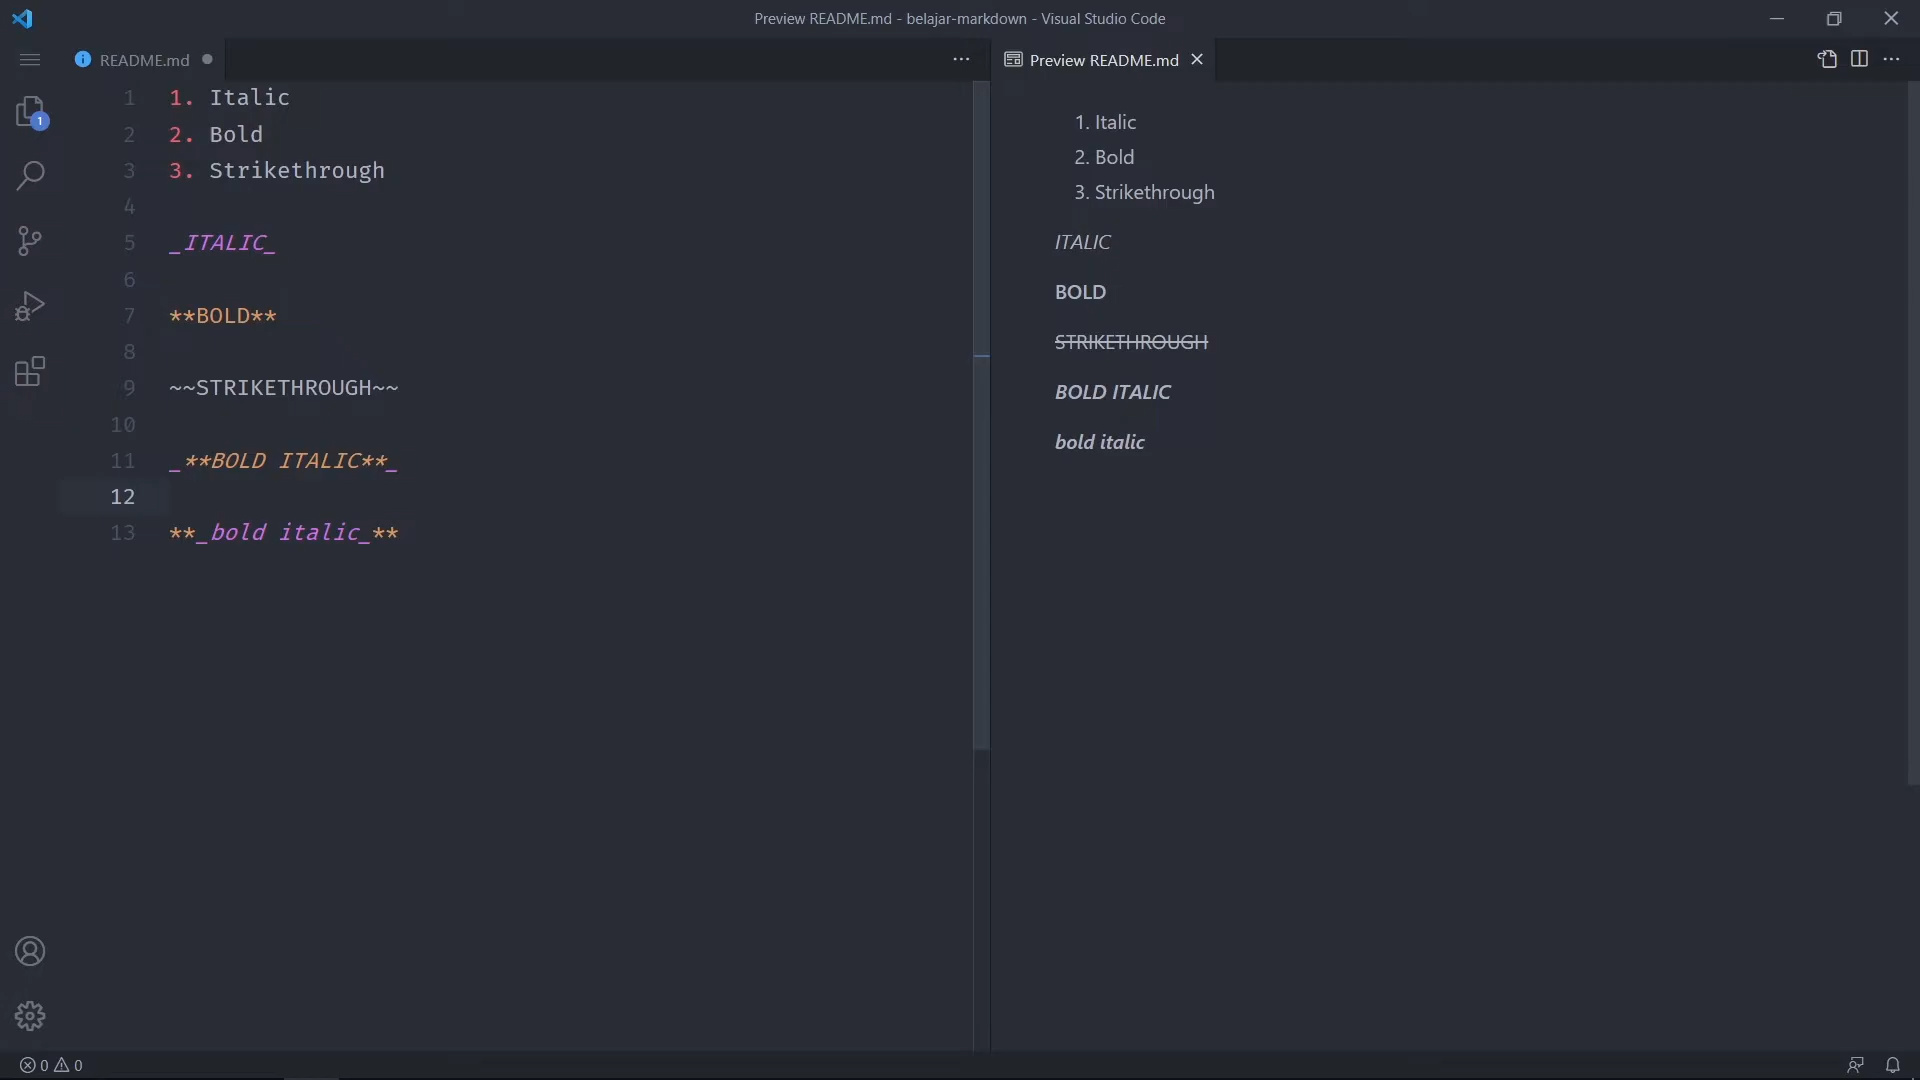 Preview README.md - belajar-markdown - Visual Studio Code
README.md
Preview README.md
1
1 1. Italic
2 2. Bold
3 3. Strikethrough
4
5 _ITALIC_
6
7 **BOLD**
8
9 ~~STRIKETHROUGH~~
10
11 _**BOLD ITALIC**_
12
13 **_bold italic_**
1. Italic
2. Bold
3. Strikethrough
ITALIC
BOLD
STRIKETHROUGH
BOLD ITALIC
bold italic
0 0